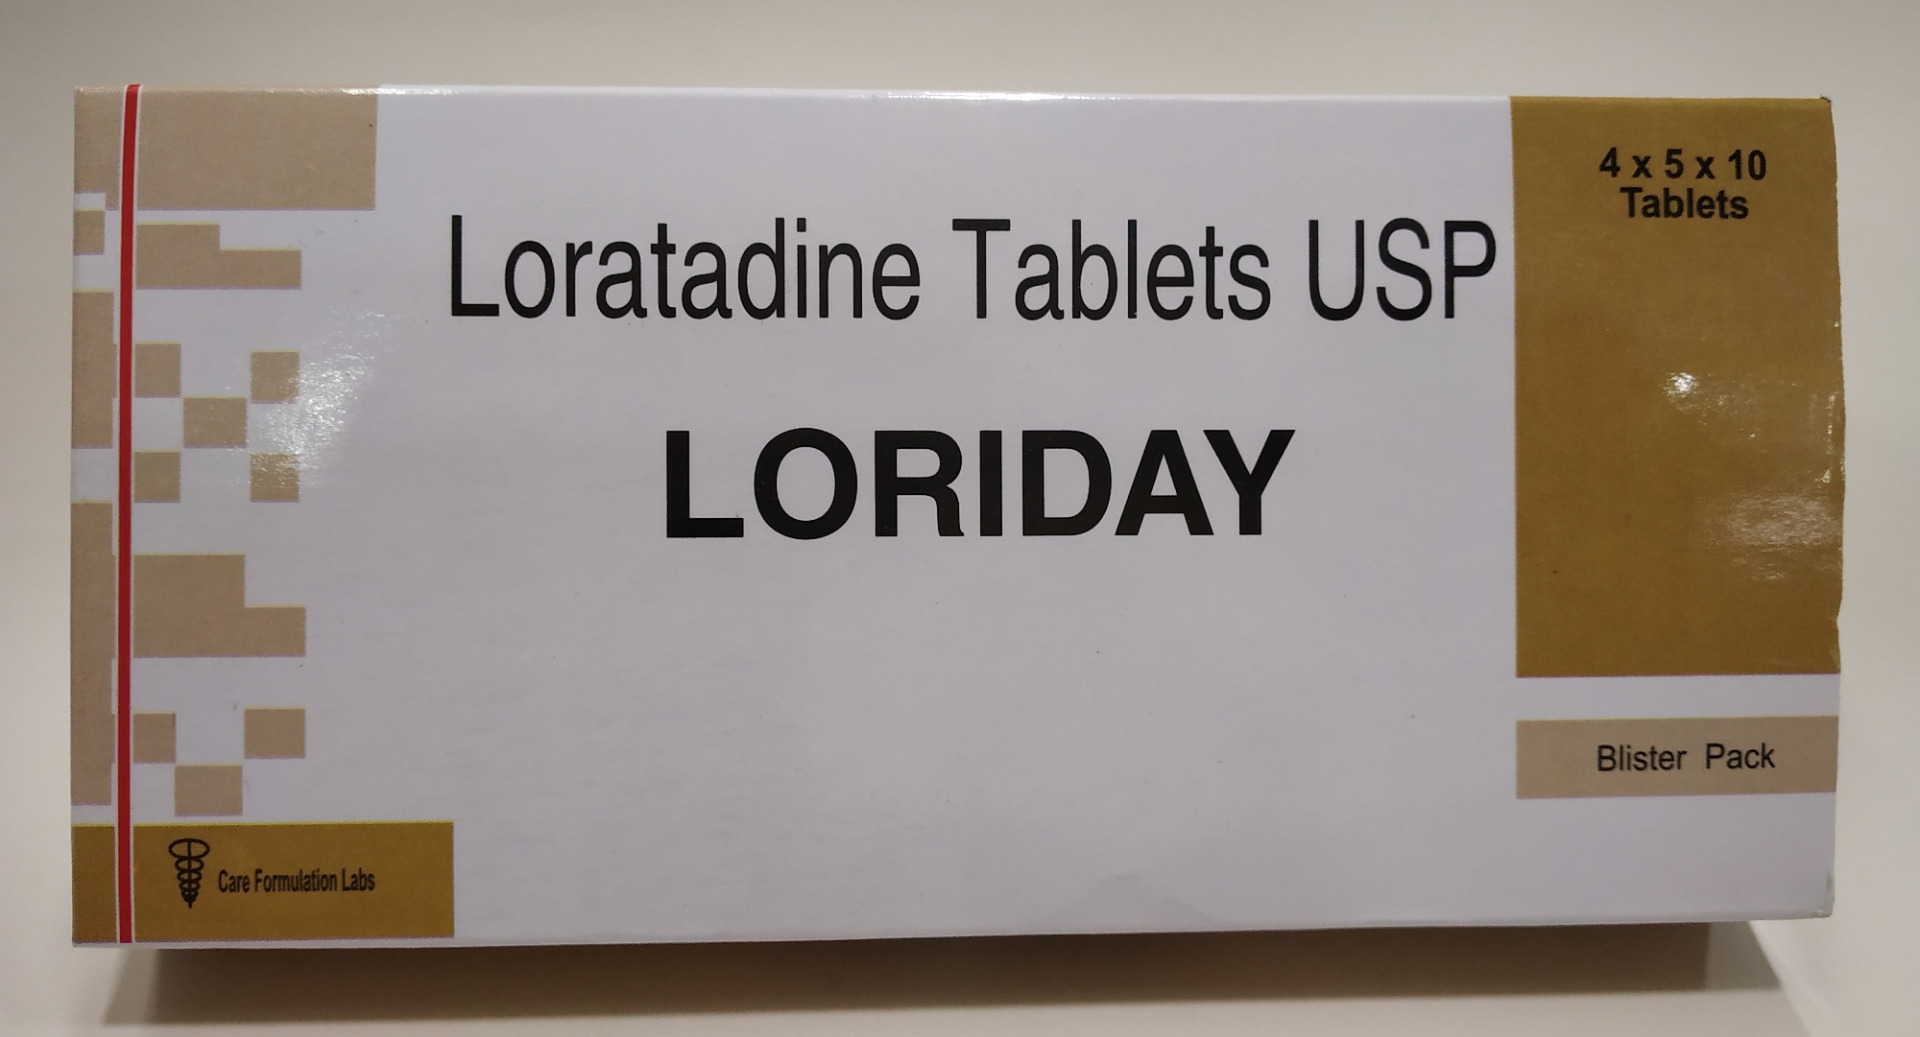 4 x 5 x 10
Tablets
Loratadine Tablets USP
LORIDAY
Blister Pack
Care Formulation Labs